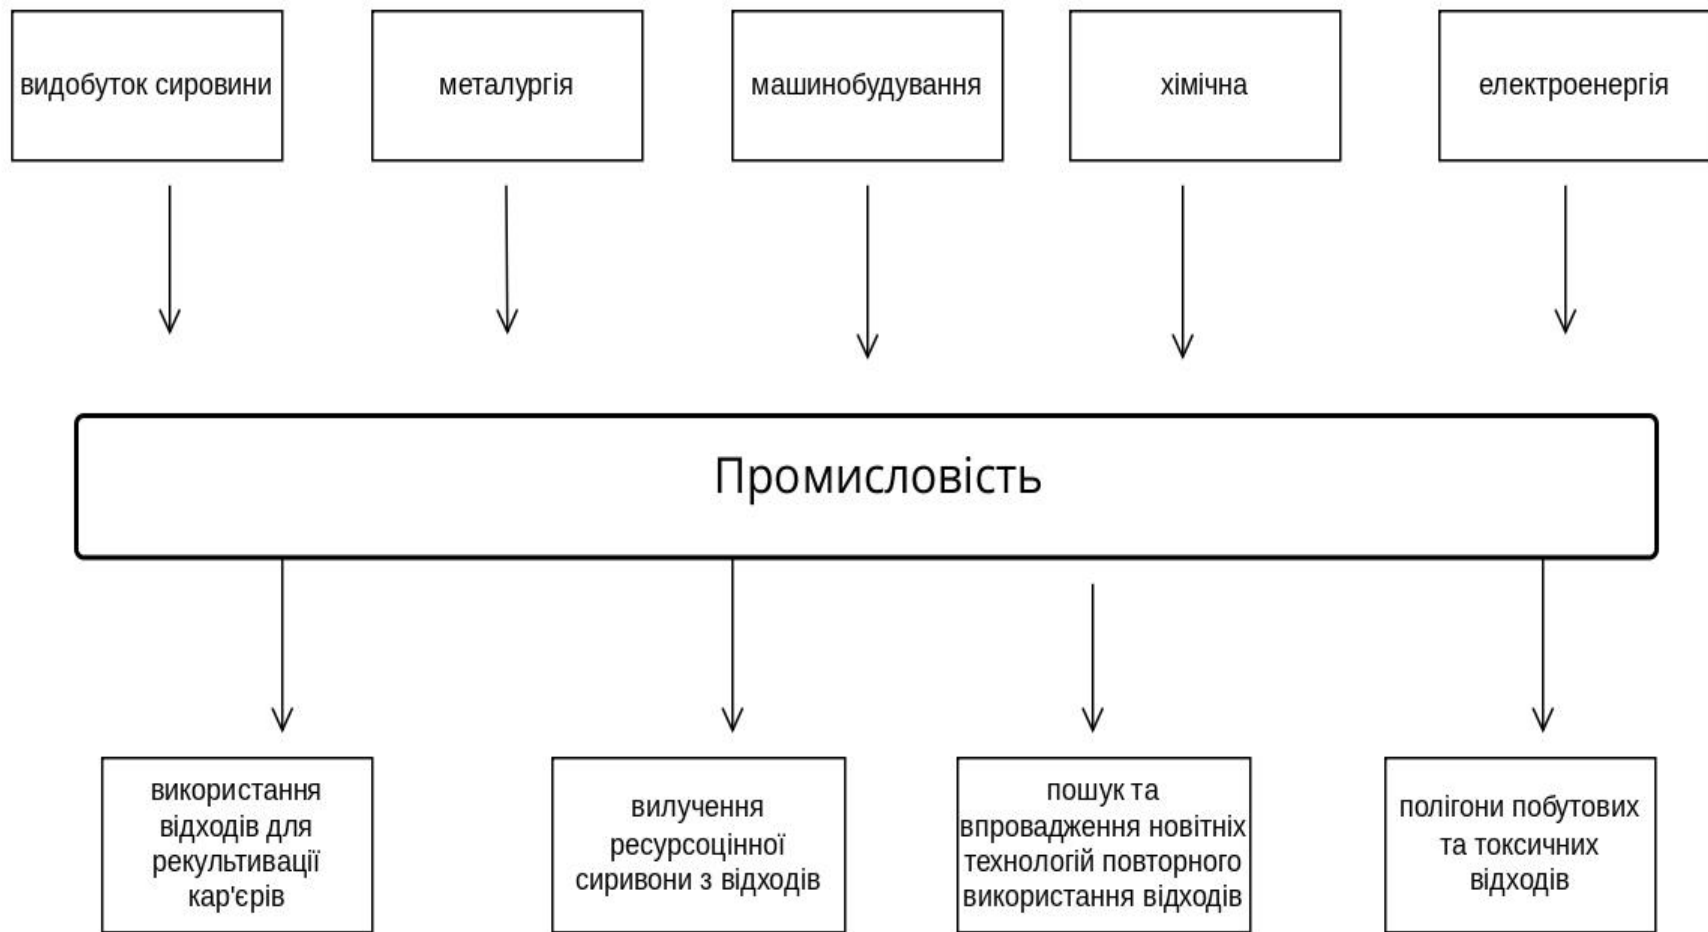 видобуток сировини
металургія
машинобудування
хімічна
електроенергія
Промисловість
використання
відходів для
рекультивації
кар'єрів
вилучення
ресурсоцінної
сиривони з відходів
пошук та
впровадження новітніх
технологій повторного
використання відходів
полігони побутових
та токсичних
відходів